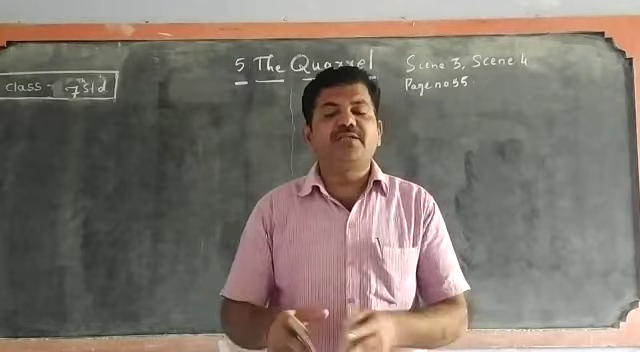 5 The Quarrel
Scene 3, Scene 4
Page no 55.
Class - 7th Std